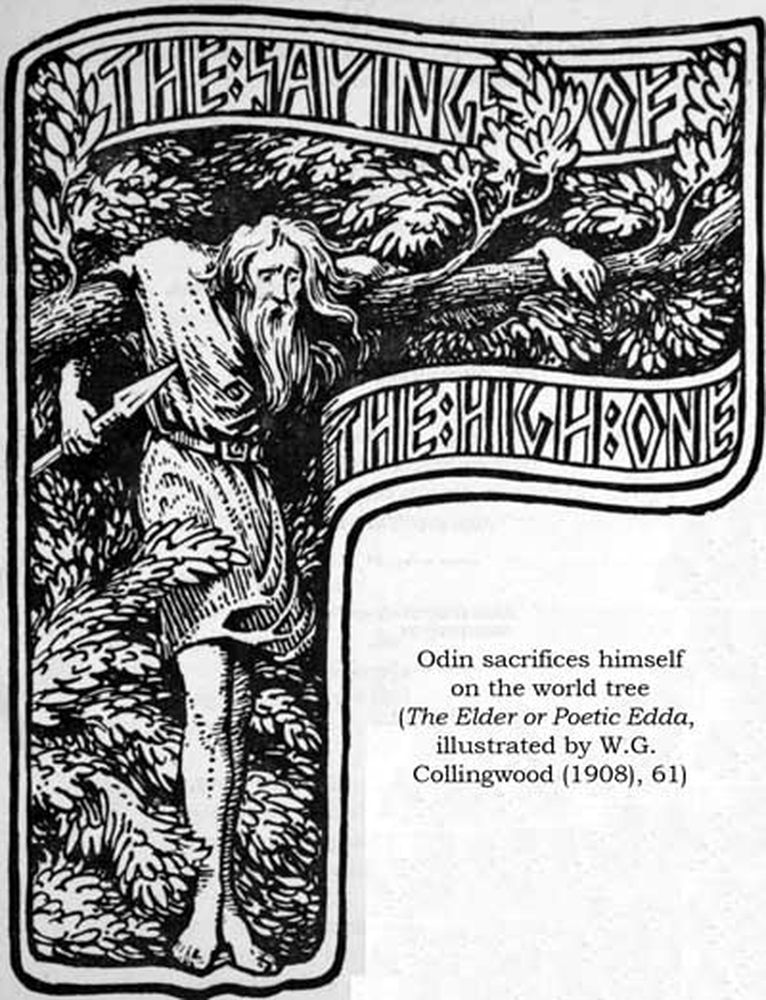 THE:SAYINGS OF
THE:HIGH:ONE
Odin sacrifices himself
on the world tree
(The Elder or Poetic Edda,
illustrated by W.G.
Collingwood (1908), 61)